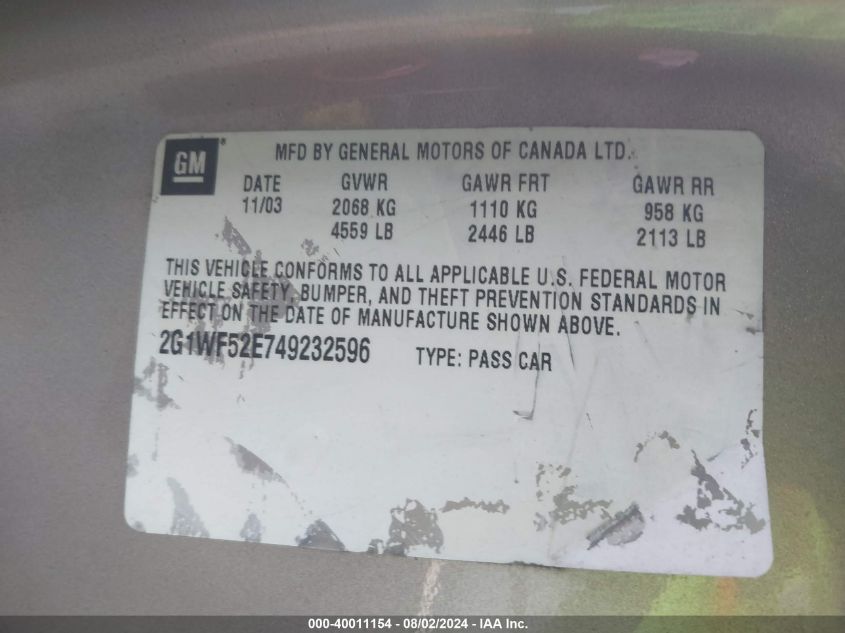 GM®
MFD BY GENERAL MOTORS OF CANADA LTD.
DATE GVWR GAWR FRT GAWR RR
11/03 2068 KG 1110 KG 958 KG
4559 LB 2446 LB 2113 LB
THIS VEHICLE CONFORMS TO ALL APPLICABLE U.S. FEDERAL MOTOR
VEHICLE SAFETY, BUMPER, AND THEFT PREVENTION STANDARDS IN
EFFECT ON THE DATE OF MANUFACTURE SHOWN ABOVE.
2G1WF52E749232596 TYPE: PASS CAR
000-40011154 - 08/02/2024 - IAA Inc.